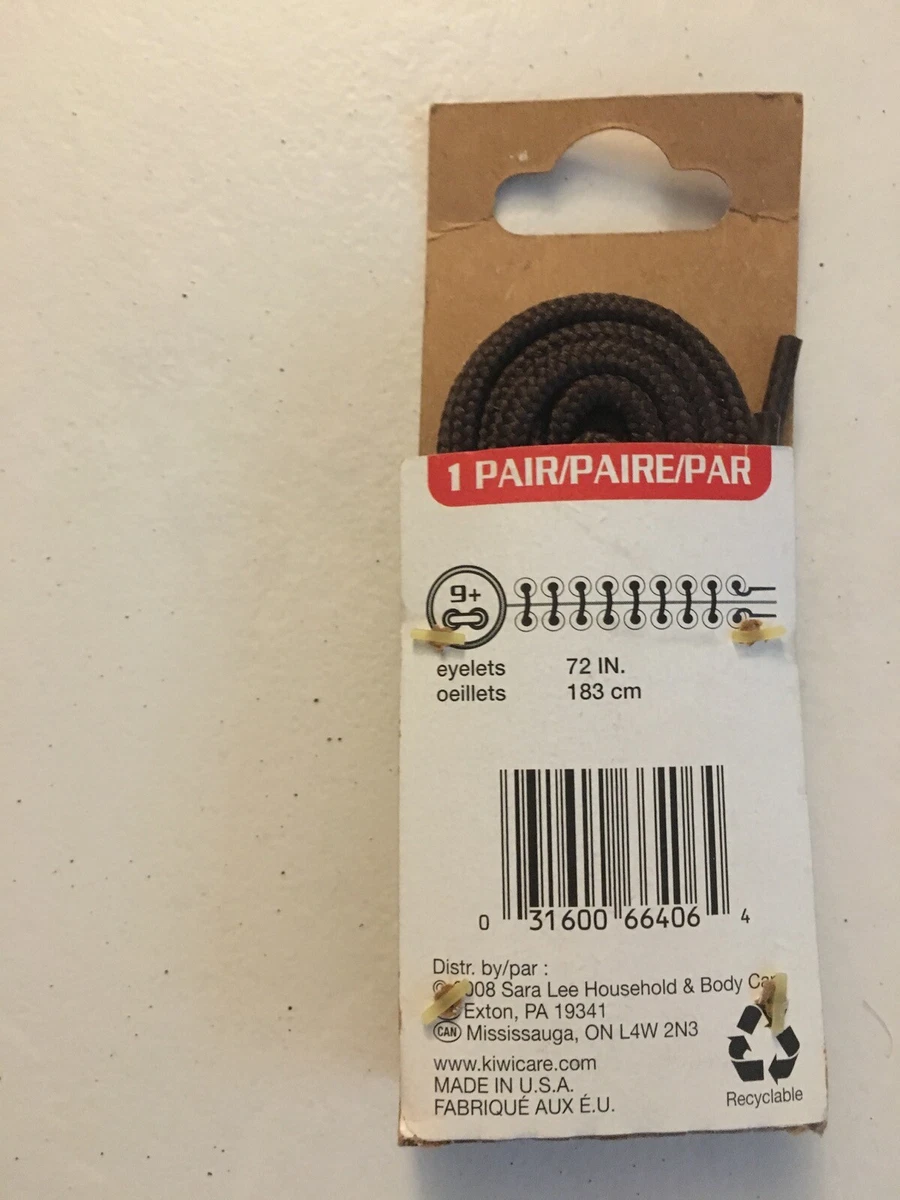 1 PAIR/PAIRE/PAR
9+
eyelets 72 IN.
oeillets 183 cm
0 31600 66406 4
Distr. by/par :
© 008 Sara Lee Household & Body
Exton, PA 19341
CAN Mississauga, ON L4W 2N3
www.kiwicare.com
MADE IN U.S.A.
FABRIQUÉ AUX É.U.
Recyclable